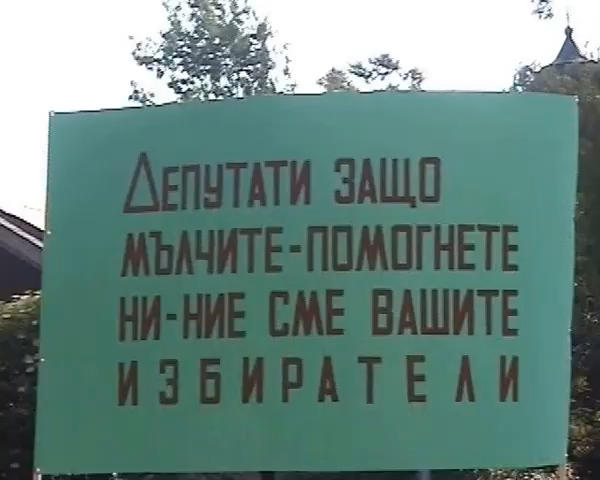 ДЕПУТАТИ ЗАЩО
МЪЛЧИТЕ-ПОМОГНЕТЕ
НИ-НИЕ СМЕ ВАШИТЕ
ИЗБИРАТЕЛИ